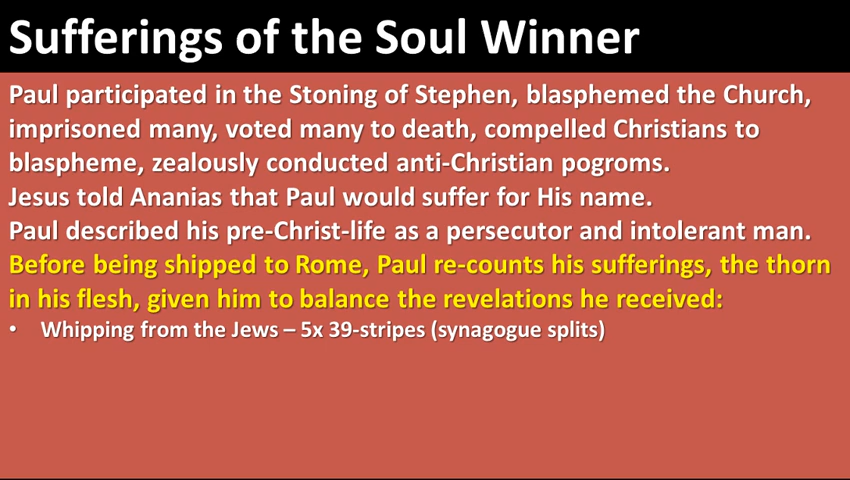 Sufferings of the Soul Winner
Paul participated in the Stoning of Stephen, blasphemed the Church,
imprisoned many, voted many to death, compelled Christians to
blaspheme, zealously conducted anti-Christian pogroms.
Jesus told Ananias that Paul would suffer for His name.
Paul described his pre-Christ-life as a persecutor and intolerant man.
Before being shipped to Rome, Paul re-counts his sufferings, the thorn
in his flesh, given him to balance the revelations he received:
• Whipping from the Jews – 5x 39-stripes (synagogue splits)